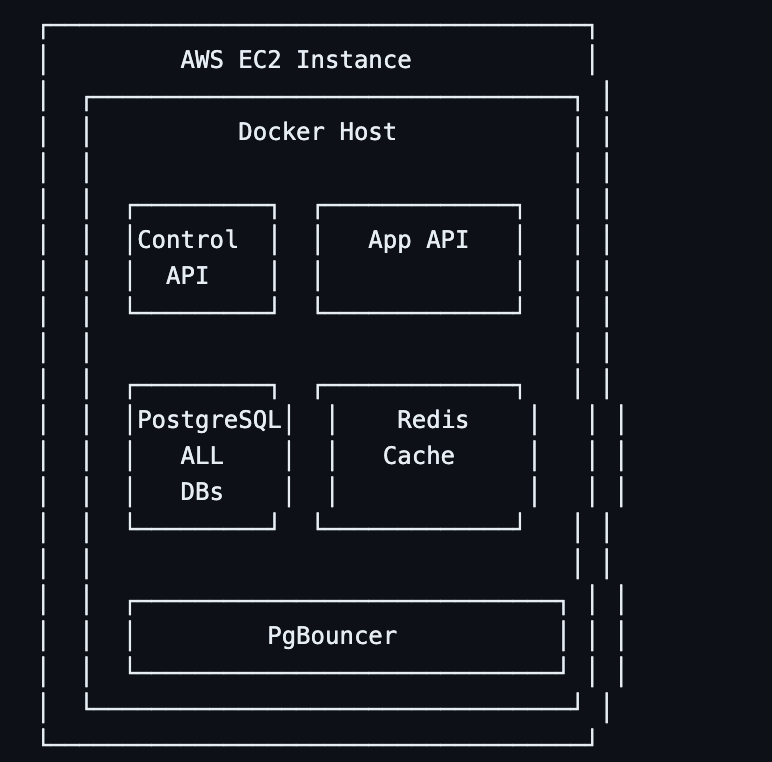 AWS EC2 Instance
Docker Host
Control App API
API
PostgreSQL Redis
ALL Cache
DBs
PgBouncer